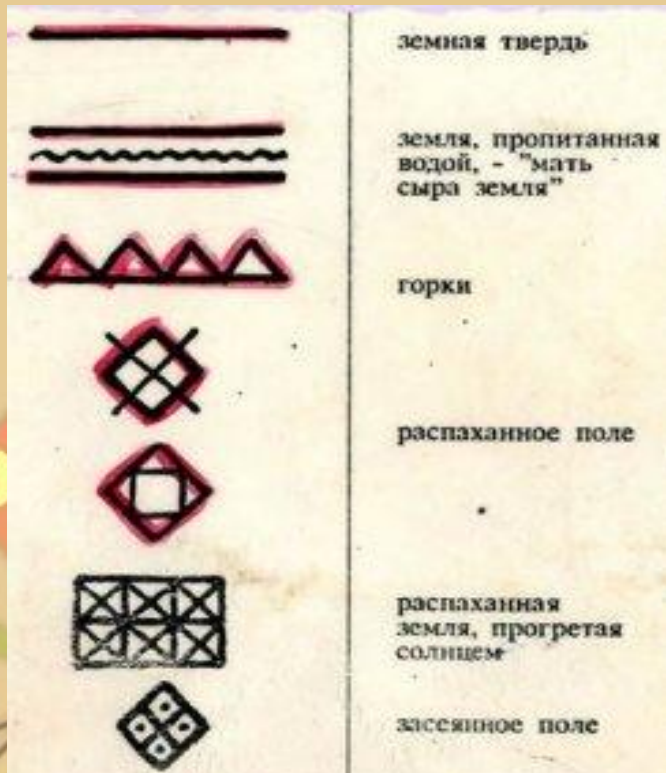 земная твердь
земля, пропитанная
водой, - "мать
сыра земля"
горки
распаханное поле
распаханная
земля, прогретая
солнцем
засеянное поле